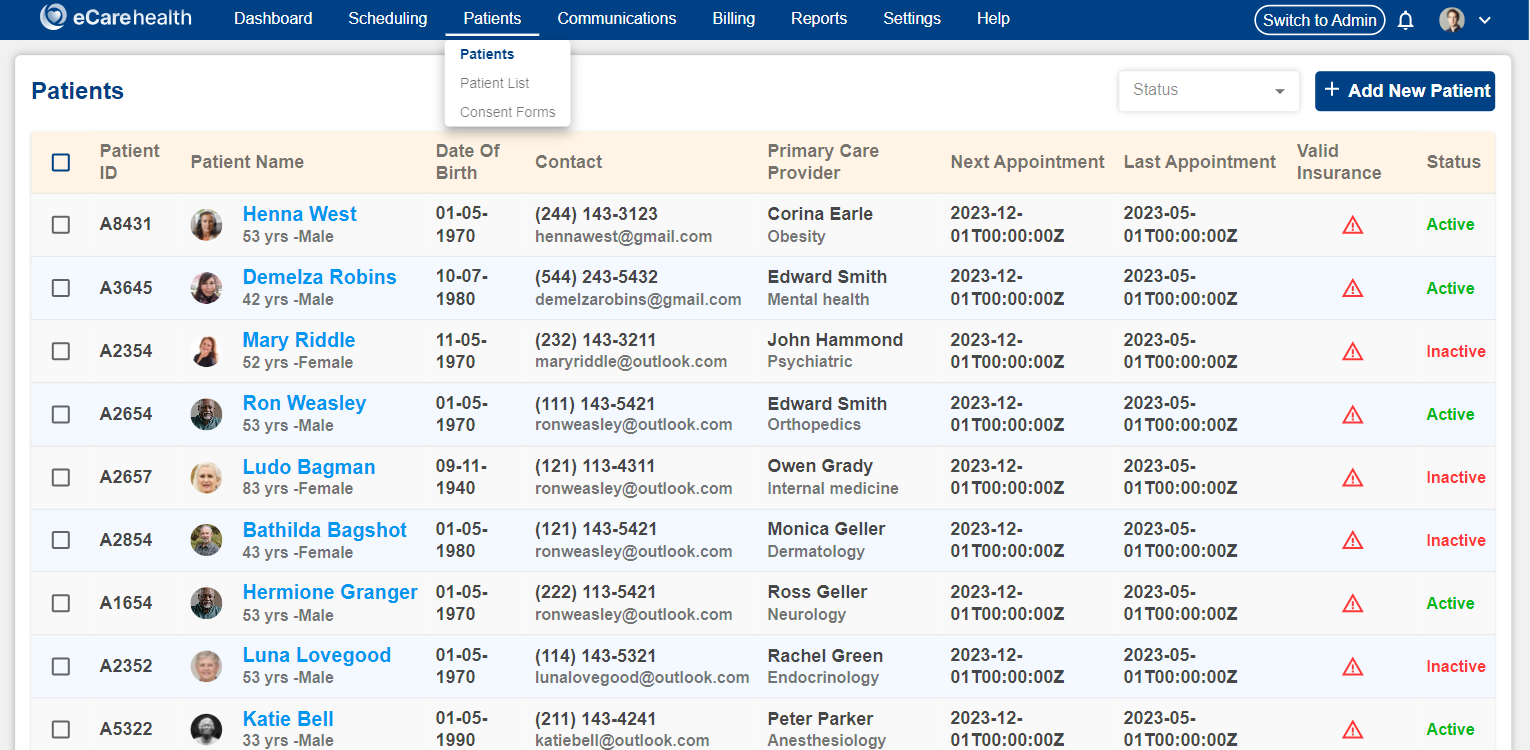 eCarehealth Dashboard Scheduling Patients Communications Billing Reports Settings Help Switch to Admin
Patients
Patient List
Consent Forms
Patients Status + Add New Patient
Patient ID Patient Name Date Of Birth Contact Primary Care Provider Next Appointment Last Appointment Valid Insurance Status
A8431 Henna West 01-05- (244) 143-3123 Corina Earle 2023-12- 2023-05- Active
53 yrs -Male 1970 hennawest@gmail.com Obesity 01T00:00:00Z 01T00:00:00Z
A3645 Demelza Robins 10-07- (544) 243-5432 Edward Smith 2023-12- 2023-05- Active
42 yrs -Male 1980 demelzarobins@gmail.com Mental health 01T00:00:00Z 01T00:00:00Z
A2354 Mary Riddle 11-05- (232) 143-3211 John Hammond 2023-12- 2023-05- Inactive
52 yrs -Female 1970 maryriddle@outlook.com Psychiatric 01T00:00:00Z 01T00:00:00Z
A2654 Ron Weasley 01-05- (111) 143-5421 Edward Smith 2023-12- 2023-05- Active
53 yrs -Male 1970 ronweasley@outlook.com Orthopedics 01T00:00:00Z 01T00:00:00Z
A2657 Ludo Bagman 09-11- (121) 113-4311 Owen Grady 2023-12- 2023-05- Inactive
83 yrs -Female 1940 ronweasley@outlook.com Internal medicine 01T00:00:00Z 01T00:00:00Z
A2854 Bathilda Bagshot 01-05- (121) 143-5421 Monica Geller 2023-12- 2023-05- Inactive
43 yrs -Female 1980 ronweasley@outlook.com Dermatology 01T00:00:00Z 01T00:00:00Z
A1654 Hermione Granger 01-05- (222) 113-5421 Ross Geller 2023-12- 2023-05- Active
53 yrs -Male 1970 ronweasley@outlook.com Neurology 01T00:00:00Z 01T00:00:00Z
A2352 Luna Lovegood 01-05- (114) 143-5321 Rachel Green 2023-12- 2023-05- Inactive
53 yrs -Male 1970 lunalovegood@outlook.com Endocrinology 01T00:00:00Z 01T00:00:00Z
A5322 Katie Bell 01-05- (211) 143-4241 Peter Parker 2023-12- 2023-05- Active
33 yrs -Male 1990 katiebell@outlook.com Anesthesiology 01T00:00:00Z 01T00:00:00Z